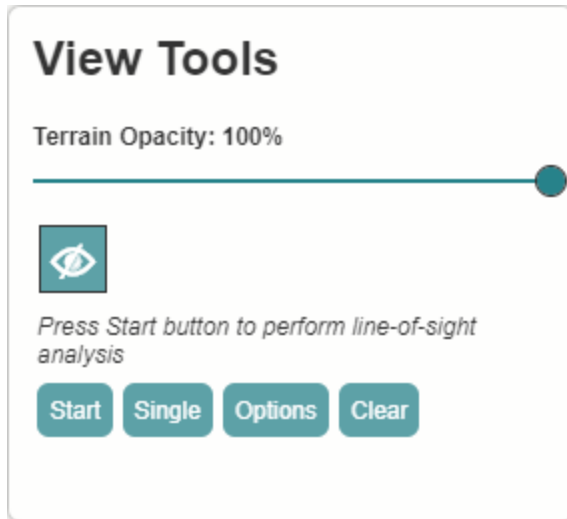 View Tools
Terrain Opacity: 100%
Press Start button to perform line-of-sight
analysis
Start Single Options Clear